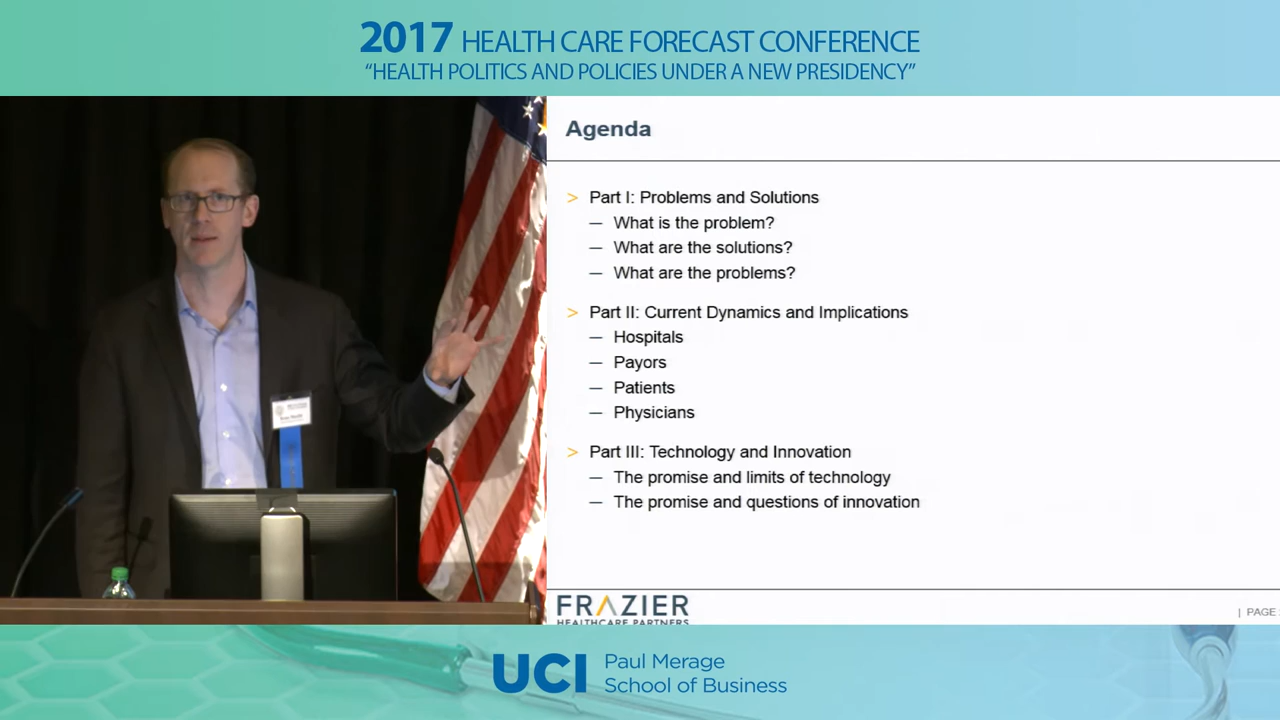 2017 HEALTH CARE FORECAST CONFERENCE
“HEALTH POLITICS AND POLICIES UNDER A NEW PRESIDENCY”
Agenda
> Part I: Problems and Solutions
— What is the problem?
— What are the solutions?
— What are the problems?
> Part II: Current Dynamics and Implications
— Hospitals
— Payors
— Patients
— Physicians
> Part III: Technology and Innovation
— The promise and limits of technology
— The promise and questions of innovation
FRAZIER
HEALTHCARE PARTNERS
| PAGE
UCI Paul Merage
School of Business